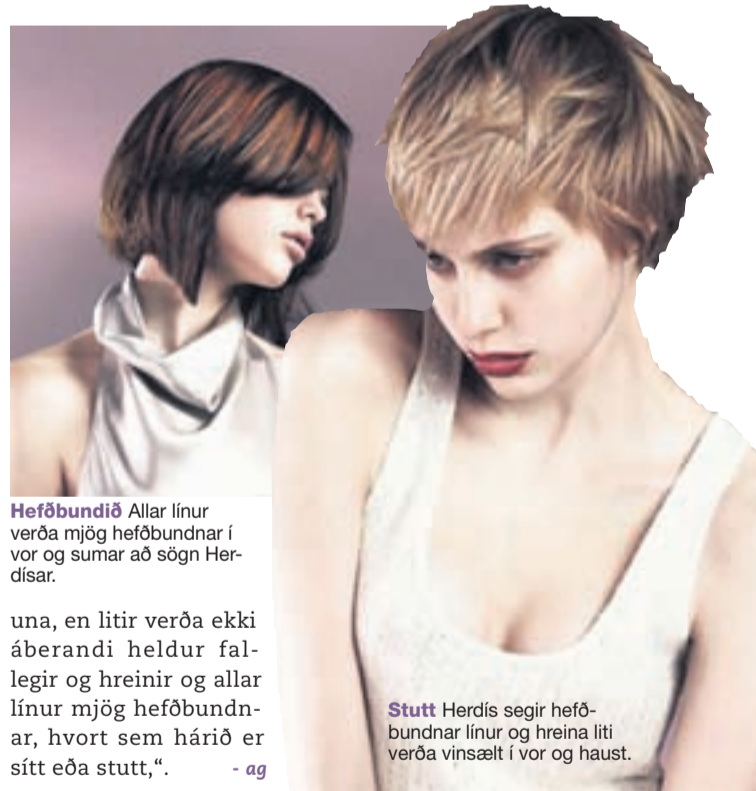 Hefðbundið Allar línur
verða mjög hefðbundnar í
vor og sumar að sögn Her-
dísar.
una, en litir verða ekki
áberandi heldur fal-
legir og hreinir og allar
línur mjög hefðbundn-
ar, hvort sem hárið er
sítt eða stutt,“.
- ag
Stutt Herdís segir hefð-
bundnar línur og hreina liti
verða vinsælt í vor og haust.